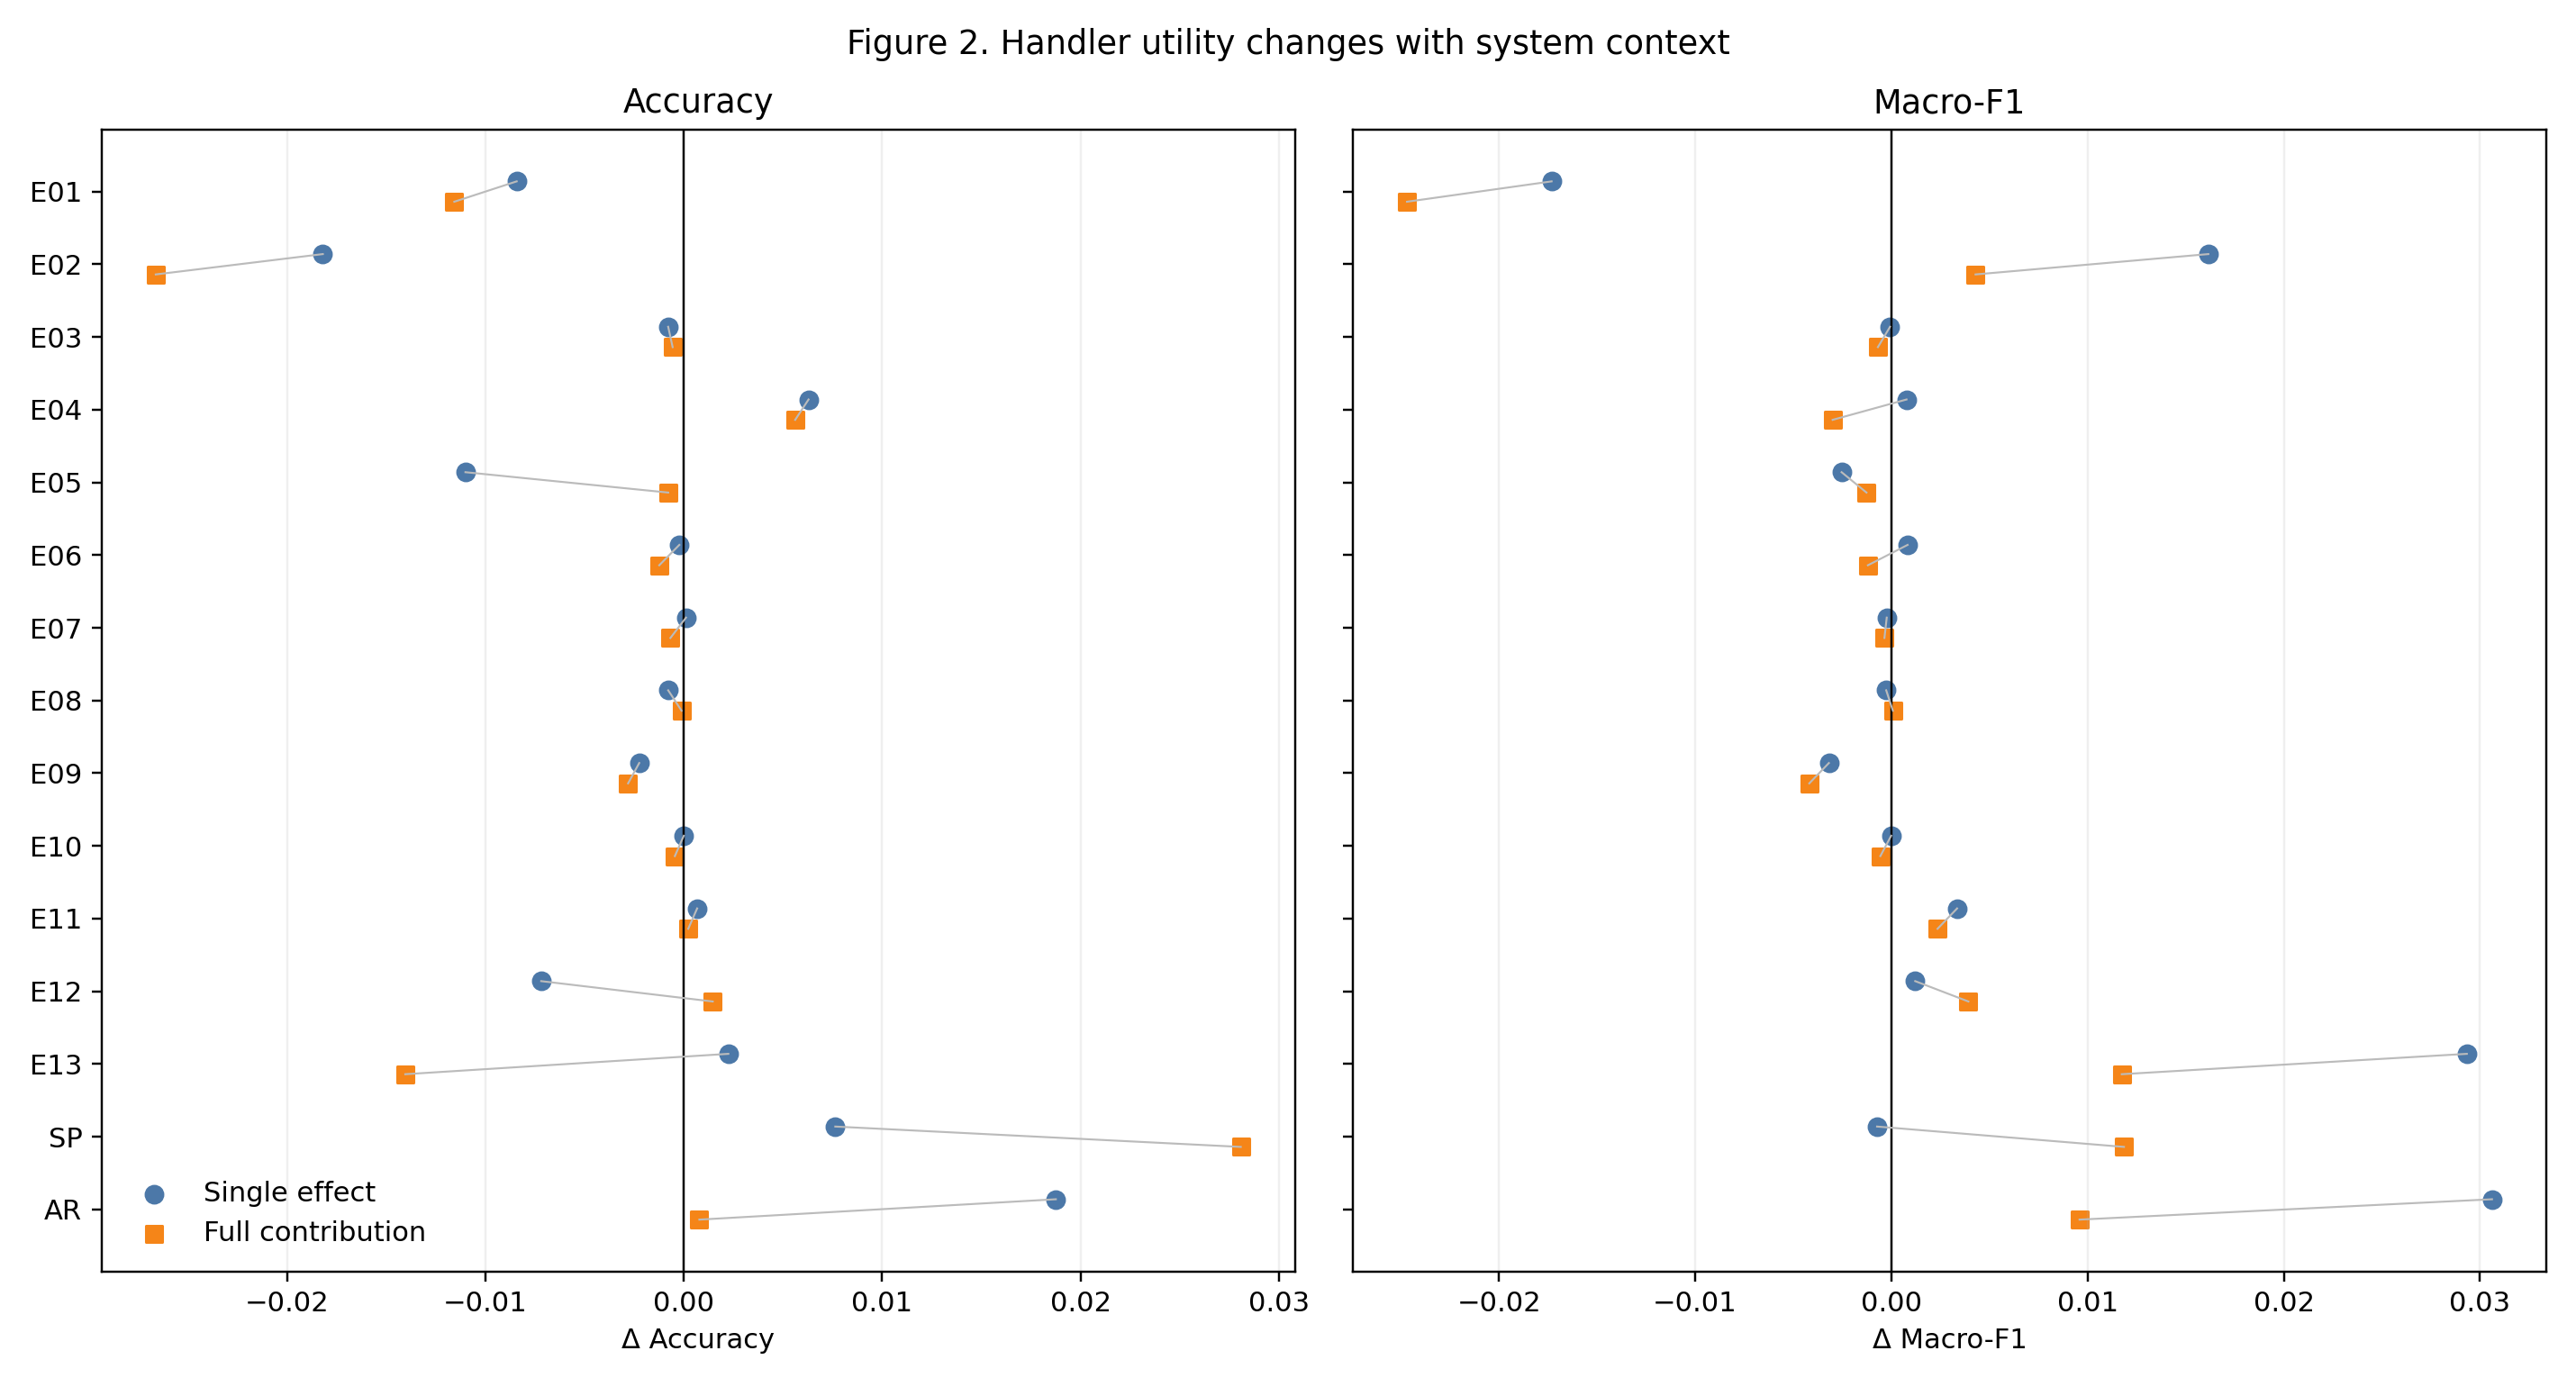 Figure 2. Handler utility changes with system context
Accuracy
Macro-F1
E01
E02
E03
E04
E05
E06
E07
E08
E09
E10
E11
E12
E13
SP
AR
Single effect
Full contribution
−0.02 −0.01 0.00 0.01 0.02 0.03
−0.02 −0.01 0.00 0.01 0.02 0.03
Δ Accuracy
Δ Macro-F1